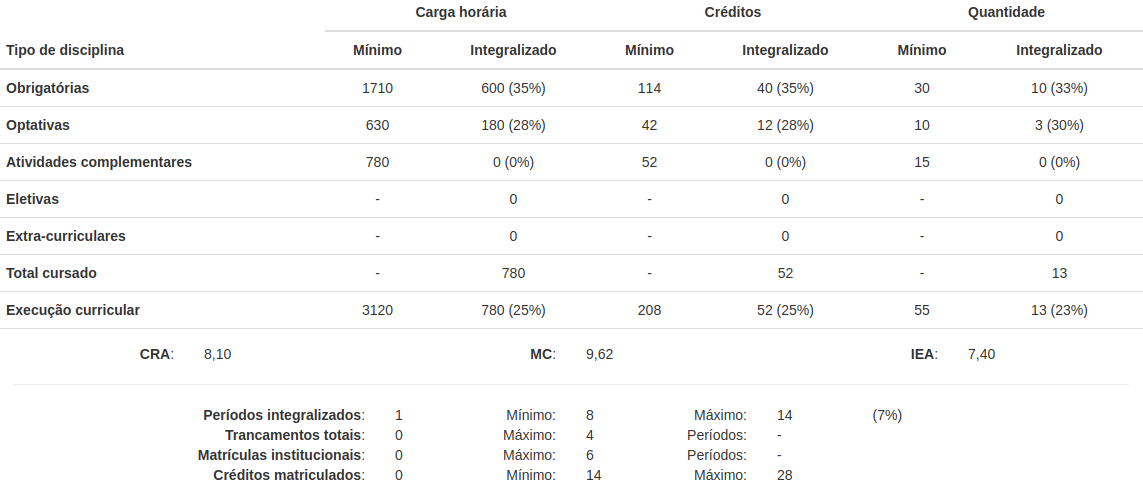 Carga horária Créditos Quantidade
Tipo de disciplina Mínimo Integralizado Mínimo Integralizado Mínimo Integralizado
Obrigatórias 1710 600 (35%) 114 40 (35%) 30 10 (33%)
Optativas 630 180 (28%) 42 12 (28%) 10 3 (30%)
Atividades complementares 780 0 (0%) 52 0 (0%) 15 0 (0%)
Eletivas - 0 - 0 - 0
Extra-curriculares - 0 - 0 - 0
Total cursado - 780 - 52 - 13
Execução curricular 3120 780 (25%) 208 52 (25%) 55 13 (23%)
CRA: 8,10 MC: 9,62 IEA: 7,40
Períodos integralizados: 1 Mínimo: 8 Máximo: 14 (7%)
Trancamentos totais: 0 Máximo: 4 Períodos: -
Matrículas institucionais: 0 Máximo: 6 Períodos: -
Créditos matriculados: 0 Mínimo: 14 Máximo: 28